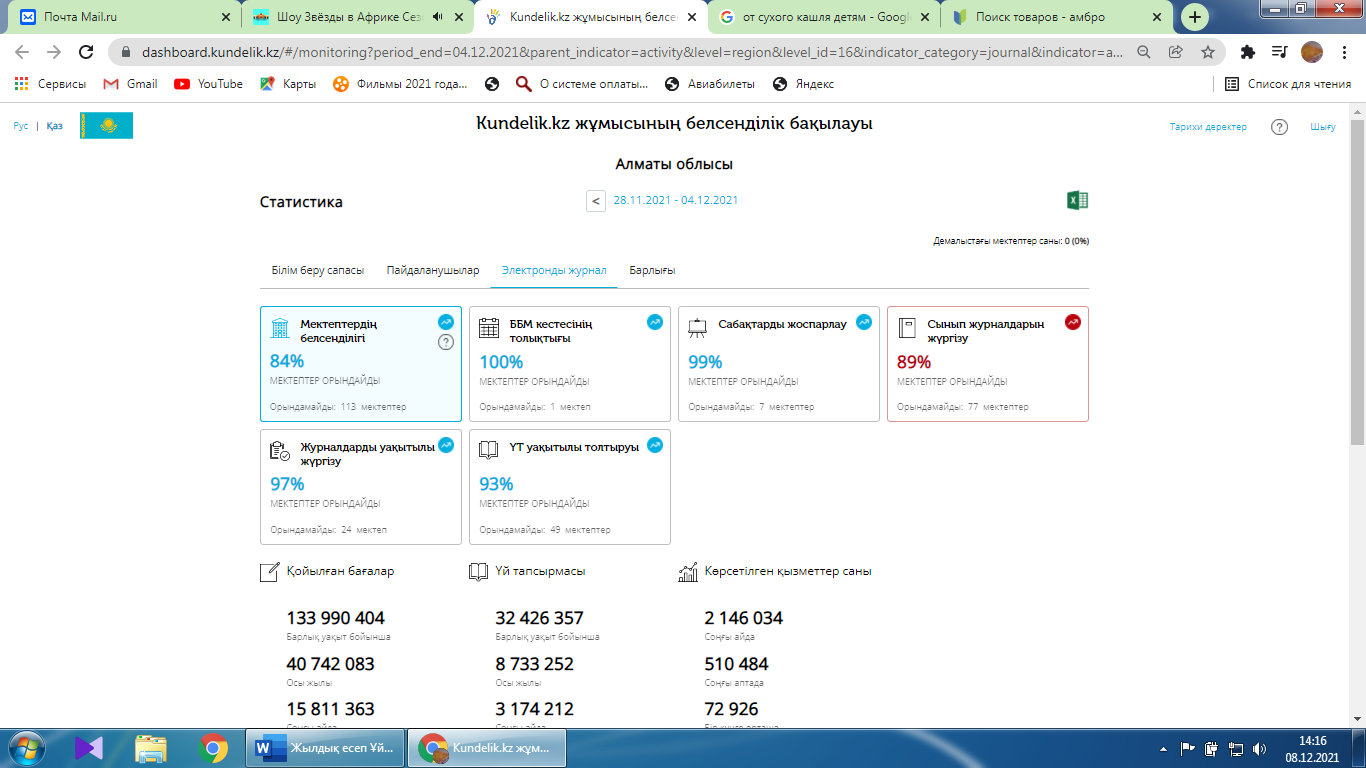 Почта Mail.ru
Шоу Звёзды в Африке Сез
Kundelik.kz жұмысының белсен
от сухого кашля детям - Googl
Поиск товаров - амбро
dashboard.kundelik.kz/#/monitoring?period_end=04.12.2021&parent_indicator=activity&level=region&level_id=16&indicator_category=journal&indicator=a...
Сервисы
Gmail
YouTube
Карты
Фильмы 2021 года...
О системе оплаты...
Авиабилеты
Яндекс
Список для чтения
Рус | Қаз
Kundelik.kz жұмысының белсенділік бақылауы
Тарихи деректер
?
Шығу
Алматы облысы
Статистика
<
28.11.2021 - 04.12.2021
Демалыстағы мектептер саны: 0 (0%)
Білім беру сапасы
Пайдаланушылар
Электронды журнал
Барлығы
Мектептердің
белсенділігі
?
84%
МЕКТЕПТЕР ОРЫНДАЙДЫ
Орындамайды: 113 мектептер
ББМ кестесінің
толықтығы
100%
МЕКТЕПТЕР ОРЫНДАЙДЫ
Орындамайды: 1 мектеп
Сабақтарды жоспарлау
99%
МЕКТЕПТЕР ОРЫНДАЙДЫ
Орындамайды: 7 мектептер
Сынып журналдарын
жүргізу
89%
МЕКТЕПТЕР ОРЫНДАЙДЫ
Орындамайды: 77 мектептер
Журналдарды уақытылы
жүргізу
97%
МЕКТЕПТЕР ОРЫНДАЙДЫ
Орындамайды: 24 мектеп
ҮТ уақытылы толтыруы
93%
МЕКТЕПТЕР ОРЫНДАЙДЫ
Орындамайды: 49 мектептер
Қойылған бағалар
133 990 404
Барлық уақыт бойынша
40 742 083
Осы жылы
15 811 363
Соңғы айда
Үй тапсырмасы
32 426 357
Барлық уақыт бойынша
8 733 252
Осы жылы
3 174 212
Соңғы айда
Көрсетілген қызметтер саны
2 146 034
Соңғы айда
510 484
Соңғы аптада
72 926
Жылдық есеп Үй...
Kundelik.kz жұм...
14:16
08.12.2021